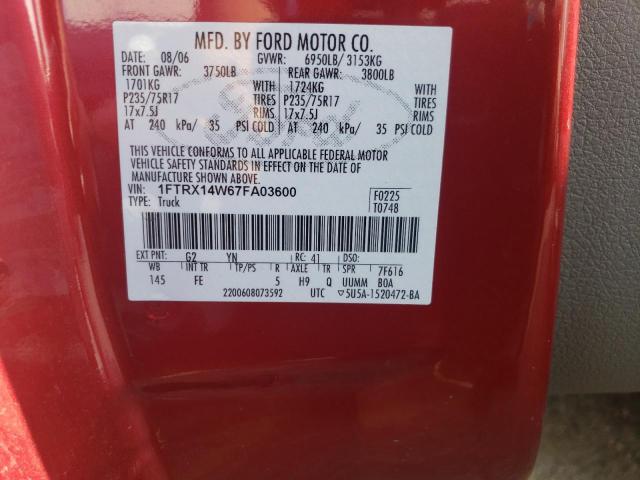 MFD. BY FORD MOTOR CO.
08/06 GVWR: 6950LB/ 3153KG
FRONT GAWR: 3750LB REAR GAWR: 3800LB
1701KG 1724KG
P235/75R17 TIRES P235/75R17 TIRES
17x7.5J RIMS 17x7.5J RIMS
AT 240 kPa/ 35 PSI COLD AT 240 kPa/ 35 PSI COLD
THIS VEHICLE CONFORMS TO ALL APPLICABLE FEDERAL MOTOR
VEHICLE SAFETY STANDARDS IN EFFECT ON THE DATE OF
MANUFACTURE SHOWN ABOVE.
VIN: 1FTRX14W67FA03600 F0225
TYPE: Truck T0748
EXT PNT: G2 YN RC: 41 DSO:
WB INT TR TP/PS R AXLE TR SPR 7F616
145 FE 5 H9 Q UUMM B0A
2200608073592 UTC ▽5U5A-1520472-BA